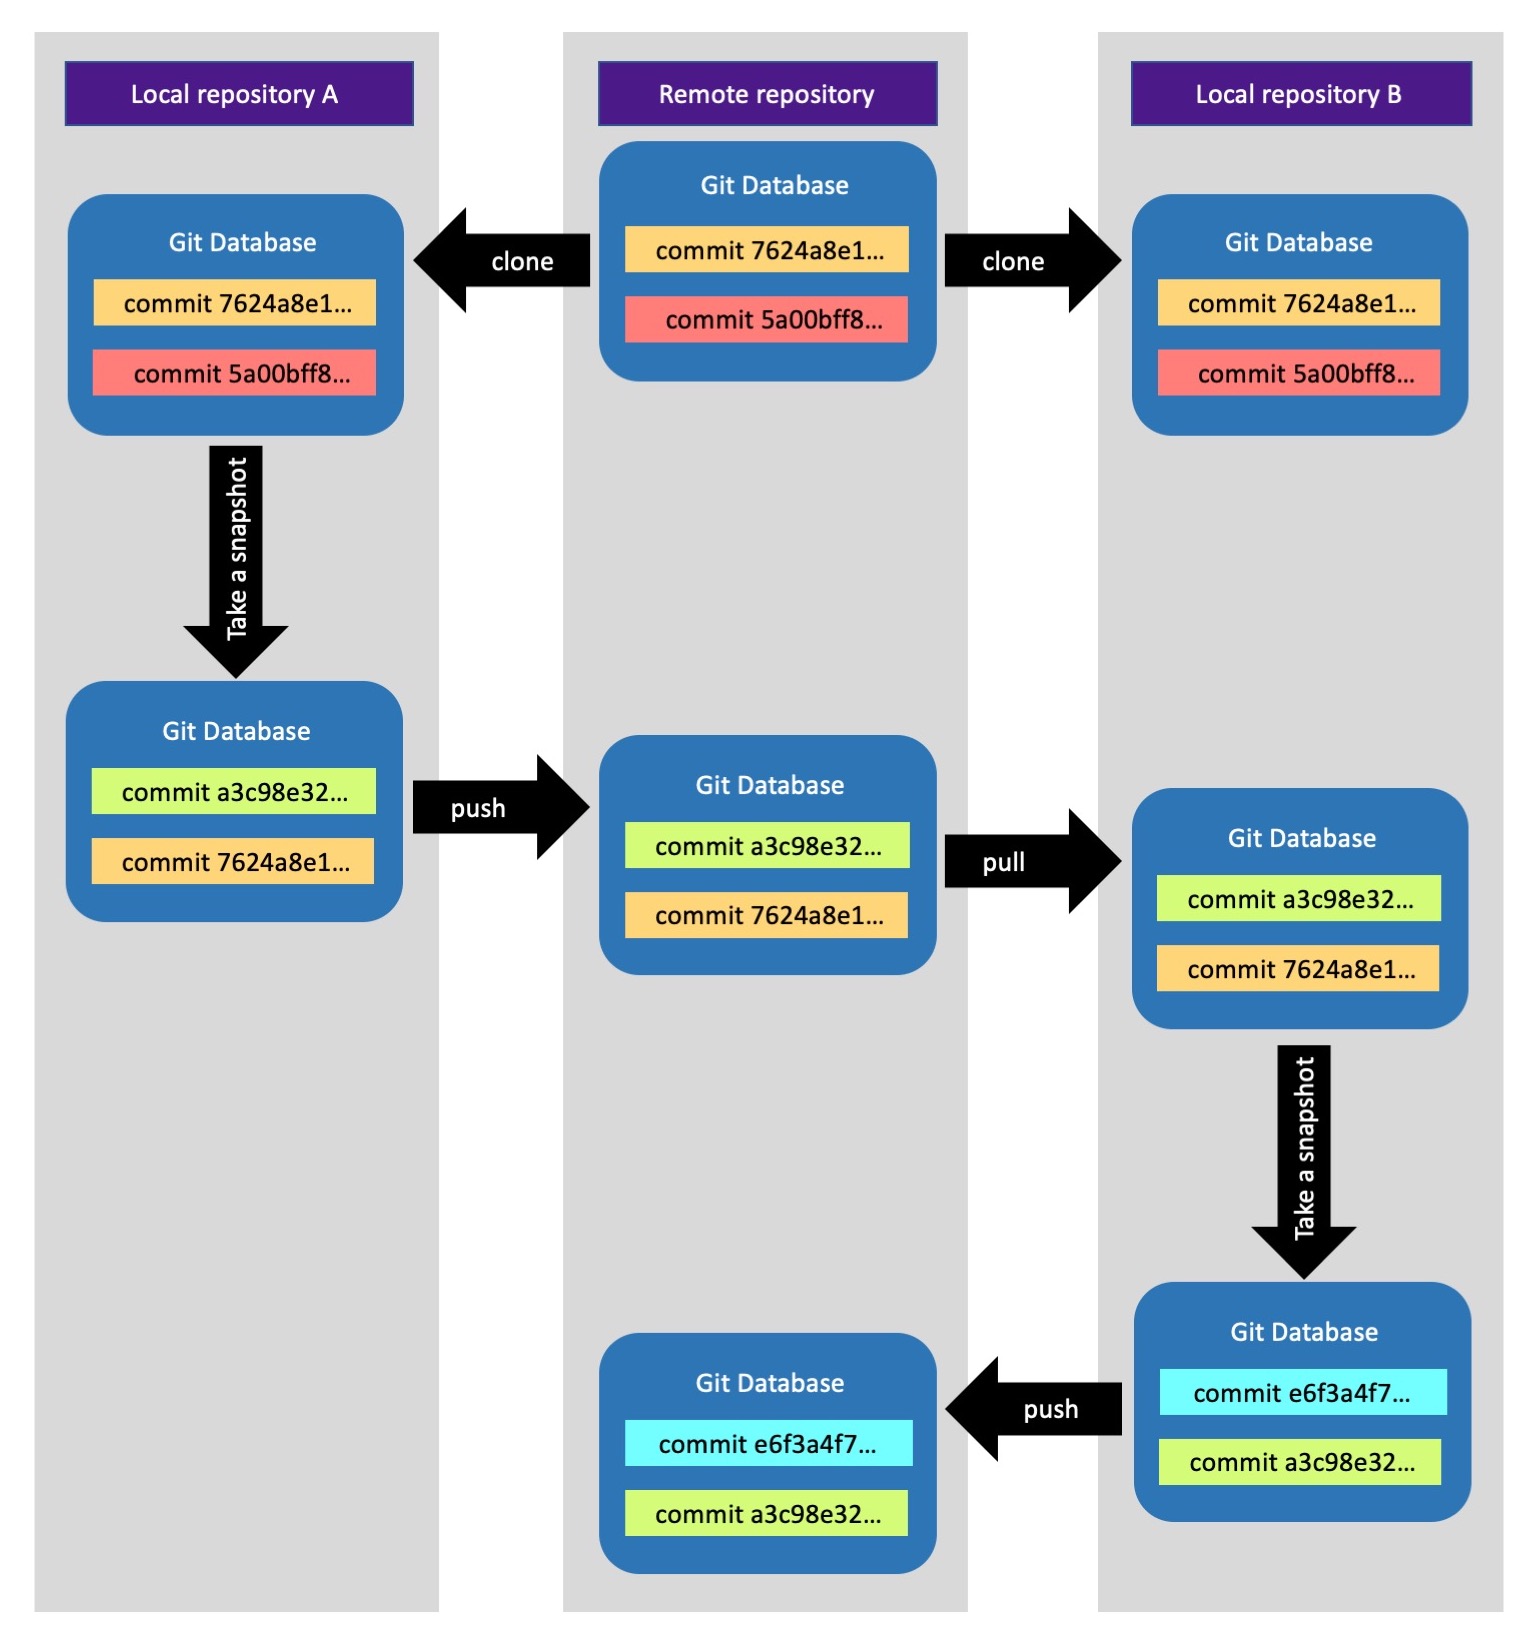 Local repository A
Remote repository
Local repository B
Git Database
commit 7624a8e1...
commit 5a00bff8...
clone
Git Database
commit 7624a8e1...
commit 5a00bff8...
clone
Git Database
commit 7624a8e1...
commit 5a00bff8...
Take a snapshot
Git Database
commit a3c98e32...
commit 7624a8e1...
push
Git Database
commit a3c98e32...
commit 7624a8e1...
pull
Git Database
commit a3c98e32...
commit 7624a8e1...
Take a snapshot
Git Database
commit e6f3a4f7...
commit a3c98e32...
push
Git Database
commit e6f3a4f7...
commit a3c98e32...